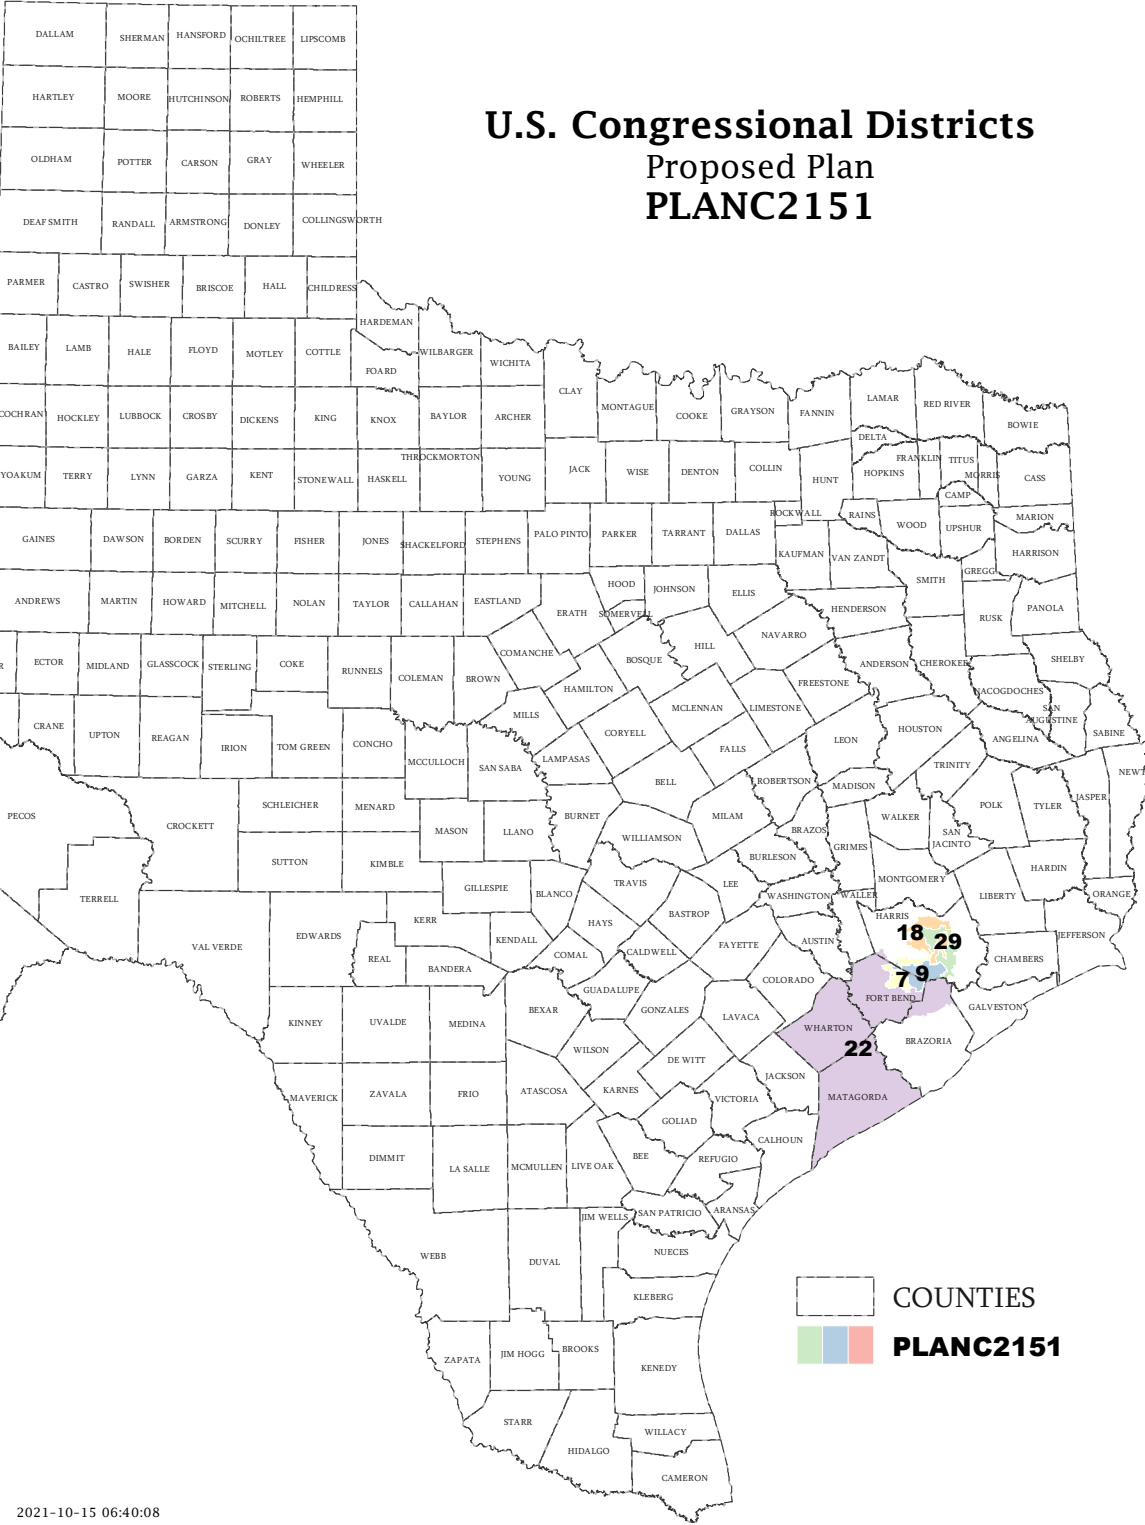 U.S. Congressional Districts
Proposed Plan
PLANC2151
DALLAM
SHERMAN
HANSFORD
OCHILTREE
LIPSCOMB
HARTLEY
MOORE
HUTCHINSON
ROBERTS
HEMPHILL
OLDHAM
POTTER
CARSON
GRAY
WHEELER
DEAF SMITH
RANDALL
ARMSTRONG
DONLEY
COLLINGSWORTH
PARMER
CASTRO
SWISHER
BRISCOE
HALL
CHILDRESS
HARDEMAN
BAILEY
LAMB
HALE
FLOYD
MOTLEY
COTTLE
FOARD
WILBARGER
WICHITA
CLAY
MONTAGUE
COOKE
GRAYSON
FANNIN
LAMAR
RED RIVER
BOWIE
COCHRAN
HOCKLEY
LUBBOCK
CROSBY
DICKENS
KING
KNOX
BAYLOR
ARCHER
DELTA
YOAKUM
TERRY
LYNN
GARZA
KENT
STONEWALL
HASKELL
THROCKMORTON
YOUNG
JACK
WISE
DENTON
COLLIN
HUNT
HOPKINS
FRANKLIN
TITUS
MORRIS
CASS
CAMP
ROCKWALL
RAINS
WOOD
UPSHUR
MARION
GAINES
DAWSON
BORDEN
SCURRY
FISHER
JONES
SHACKELFORD
STEPHENS
PALO PINTO
PARKER
TARRANT
DALLAS
KAUFMAN
VAN ZANDT
SMITH
GREGG
HARRISON
ANDREWS
MARTIN
HOWARD
MITCHELL
NOLAN
TAYLOR
CALLAHAN
EASTLAND
ERATH
HOOD
SOMERVELL
JOHNSON
ELLIS
HENDERSON
RUSK
PANOLA
R
ECTOR
MIDLAND
GLASSCOCK
STERLING
COKE
RUNNELS
COLEMAN
BROWN
COMANCHE
HAMILTON
BOSQUE
HILL
NAVARRO
FREESTONE
ANDERSON
CHEROKEE
NACOGDOCHES
SHELBY
CRANE
UPTON
REAGAN
IRION
TOM GREEN
CONCHO
MCCULLOCH
SAN SABA
MILLS
LAMPASAS
CORYELL
MCLENNAN
LIMESTONE
FALLS
LEON
HOUSTON
ANGELINA
SAN
AUGUSTINE
SABINE
PECOS
CROCKETT
SCHLEICHER
MENARD
MASON
LLANO
BURNET
BELL
WILLIAMSON
MILAM
ROBERTSON
BRAZOS
MADISON
GRIMES
WALKER
TRINITY
SAN
JACINTO
POLK
TYLER
JASPER
NEWT
TERRELL
SUTTON
KIMBLE
GILLESPIE
BLANCO
TRAVIS
LEE
BURLESON
WASHINGTON
WALLER
MONTGOMERY
LIBERTY
HARDIN
ORANGE
VAL VERDE
EDWARDS
KERR
REAL
BANDERA
KENDALL
HAYS
COMAL
CALDWELL
BASTROP
FAYETTE
AUSTIN
HARRIS
CHAMBERS
JEFFERSON
18
29
7
9
KINNEY
UVALDE
MEDINA
BEXAR
GUADALUPE
GONZALES
LAVACA
COLORADO
FORT BEND
GALVESTON
WILSON
DE WITT
WHARTON
22
BRAZORIA
MAVERICK
ZAVALA
FRIO
ATASCOSA
KARNES
GOLIAD
VICTORIA
JACKSON
MATAGORDA
CALHOUN
DIMMIT
LA SALLE
MCMULLEN
LIVE OAK
BEE
REFUGIO
JIM WELLS
SAN PATRICIO
ARANSAS
WEBB
DUVAL
NUECES
KLEBERG
ZAPATA
JIM HOGG
BROOKS
KENEDY
STARR
HIDALGO
WILLACY
CAMERON
COUNTIES
PLANC2151
2021-10-15 06:40:08